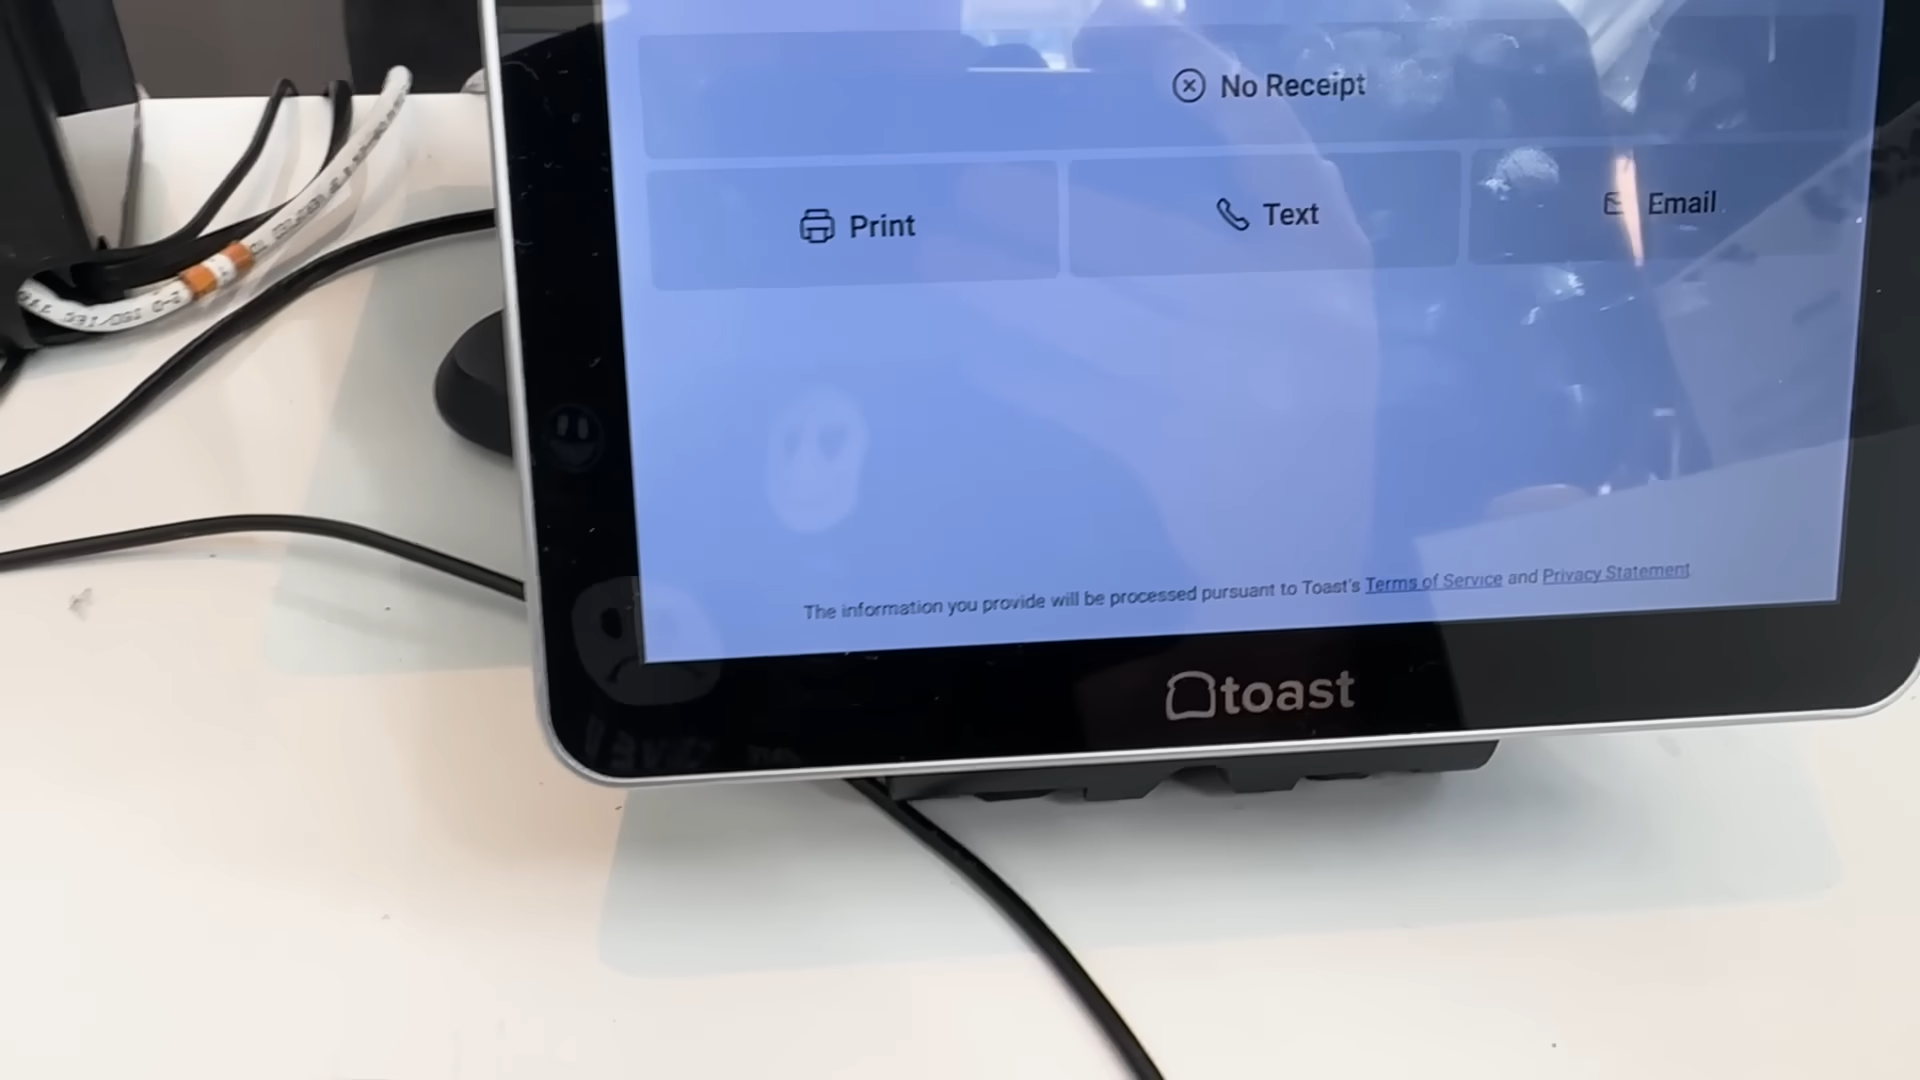 No Receipt
Print
Text
Email
The information you provide will be processed pursuant to Toast's Terms of Service and Privacy Statement
toast